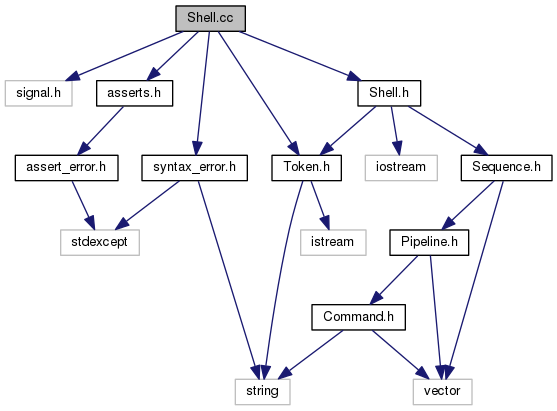 Shell.cc
signal.h
asserts.h
Shell.h
assert_error.h
syntax_error.h
Token.h
iostream
Sequence.h
stdexcept
istream
Pipeline.h
Command.h
string
vector